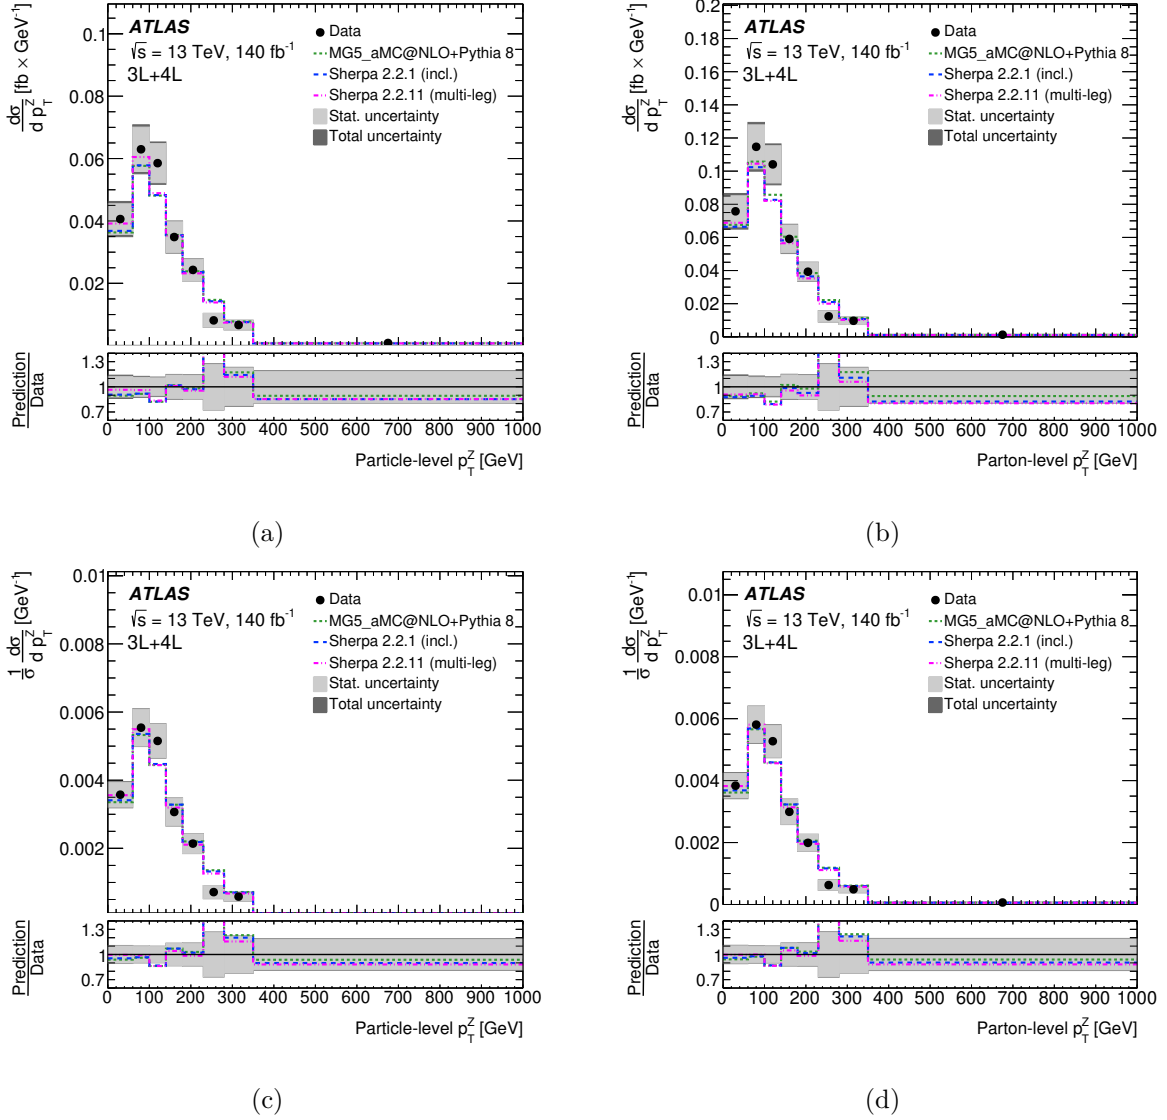 ATLAS
√s = 13 TeV, 140 fb⁻¹
3L+4L
Data
MG5_aMC@NLO+Pythia 8
Sherpa 2.2.1 (incl.)
Sherpa 2.2.11 (multi-leg)
Stat. uncertainty
Total uncertainty
dσ/d p_T^Z [fb × GeV⁻¹]
0.1
0.08
0.06
0.04
0.02
Prediction/Data
1.3
1
0.7
0 100 200 300 400 500 600 700 800 900 1000
Particle-level p_T^Z [GeV]
(a)
ATLAS
√s = 13 TeV, 140 fb⁻¹
3L+4L
Data
MG5_aMC@NLO+Pythia 8
Sherpa 2.2.1 (incl.)
Sherpa 2.2.11 (multi-leg)
Stat. uncertainty
Total uncertainty
dσ/d p_T^Z [fb × GeV⁻¹]
0.2
0.18
0.16
0.14
0.12
0.1
0.08
0.06
0.04
0.02
0
Prediction/Data
1.3
1
0.7
0 100 200 300 400 500 600 700 800 900 1000
Parton-level p_T^Z [GeV]
(b)
ATLAS
√s = 13 TeV, 140 fb⁻¹
3L+4L
Data
MG5_aMC@NLO+Pythia 8
Sherpa 2.2.1 (incl.)
Sherpa 2.2.11 (multi-leg)
Stat. uncertainty
Total uncertainty
1/σ dσ/d p_T^Z [GeV⁻¹]
0.01
0.008
0.006
0.004
0.002
Prediction/Data
1.3
1
0.7
0 100 200 300 400 500 600 700 800 900 1000
Particle-level p_T^Z [GeV]
(c)
ATLAS
√s = 13 TeV, 140 fb⁻¹
3L+4L
Data
MG5_aMC@NLO+Pythia 8
Sherpa 2.2.1 (incl.)
Sherpa 2.2.11 (multi-leg)
Stat. uncertainty
Total uncertainty
1/σ dσ/d p_T^Z [GeV⁻¹]
0.01
0.008
0.006
0.004
0.002
0
Prediction/Data
1.3
1
0.7
0 100 200 300 400 500 600 700 800 900 1000
Parton-level p_T^Z [GeV]
(d)